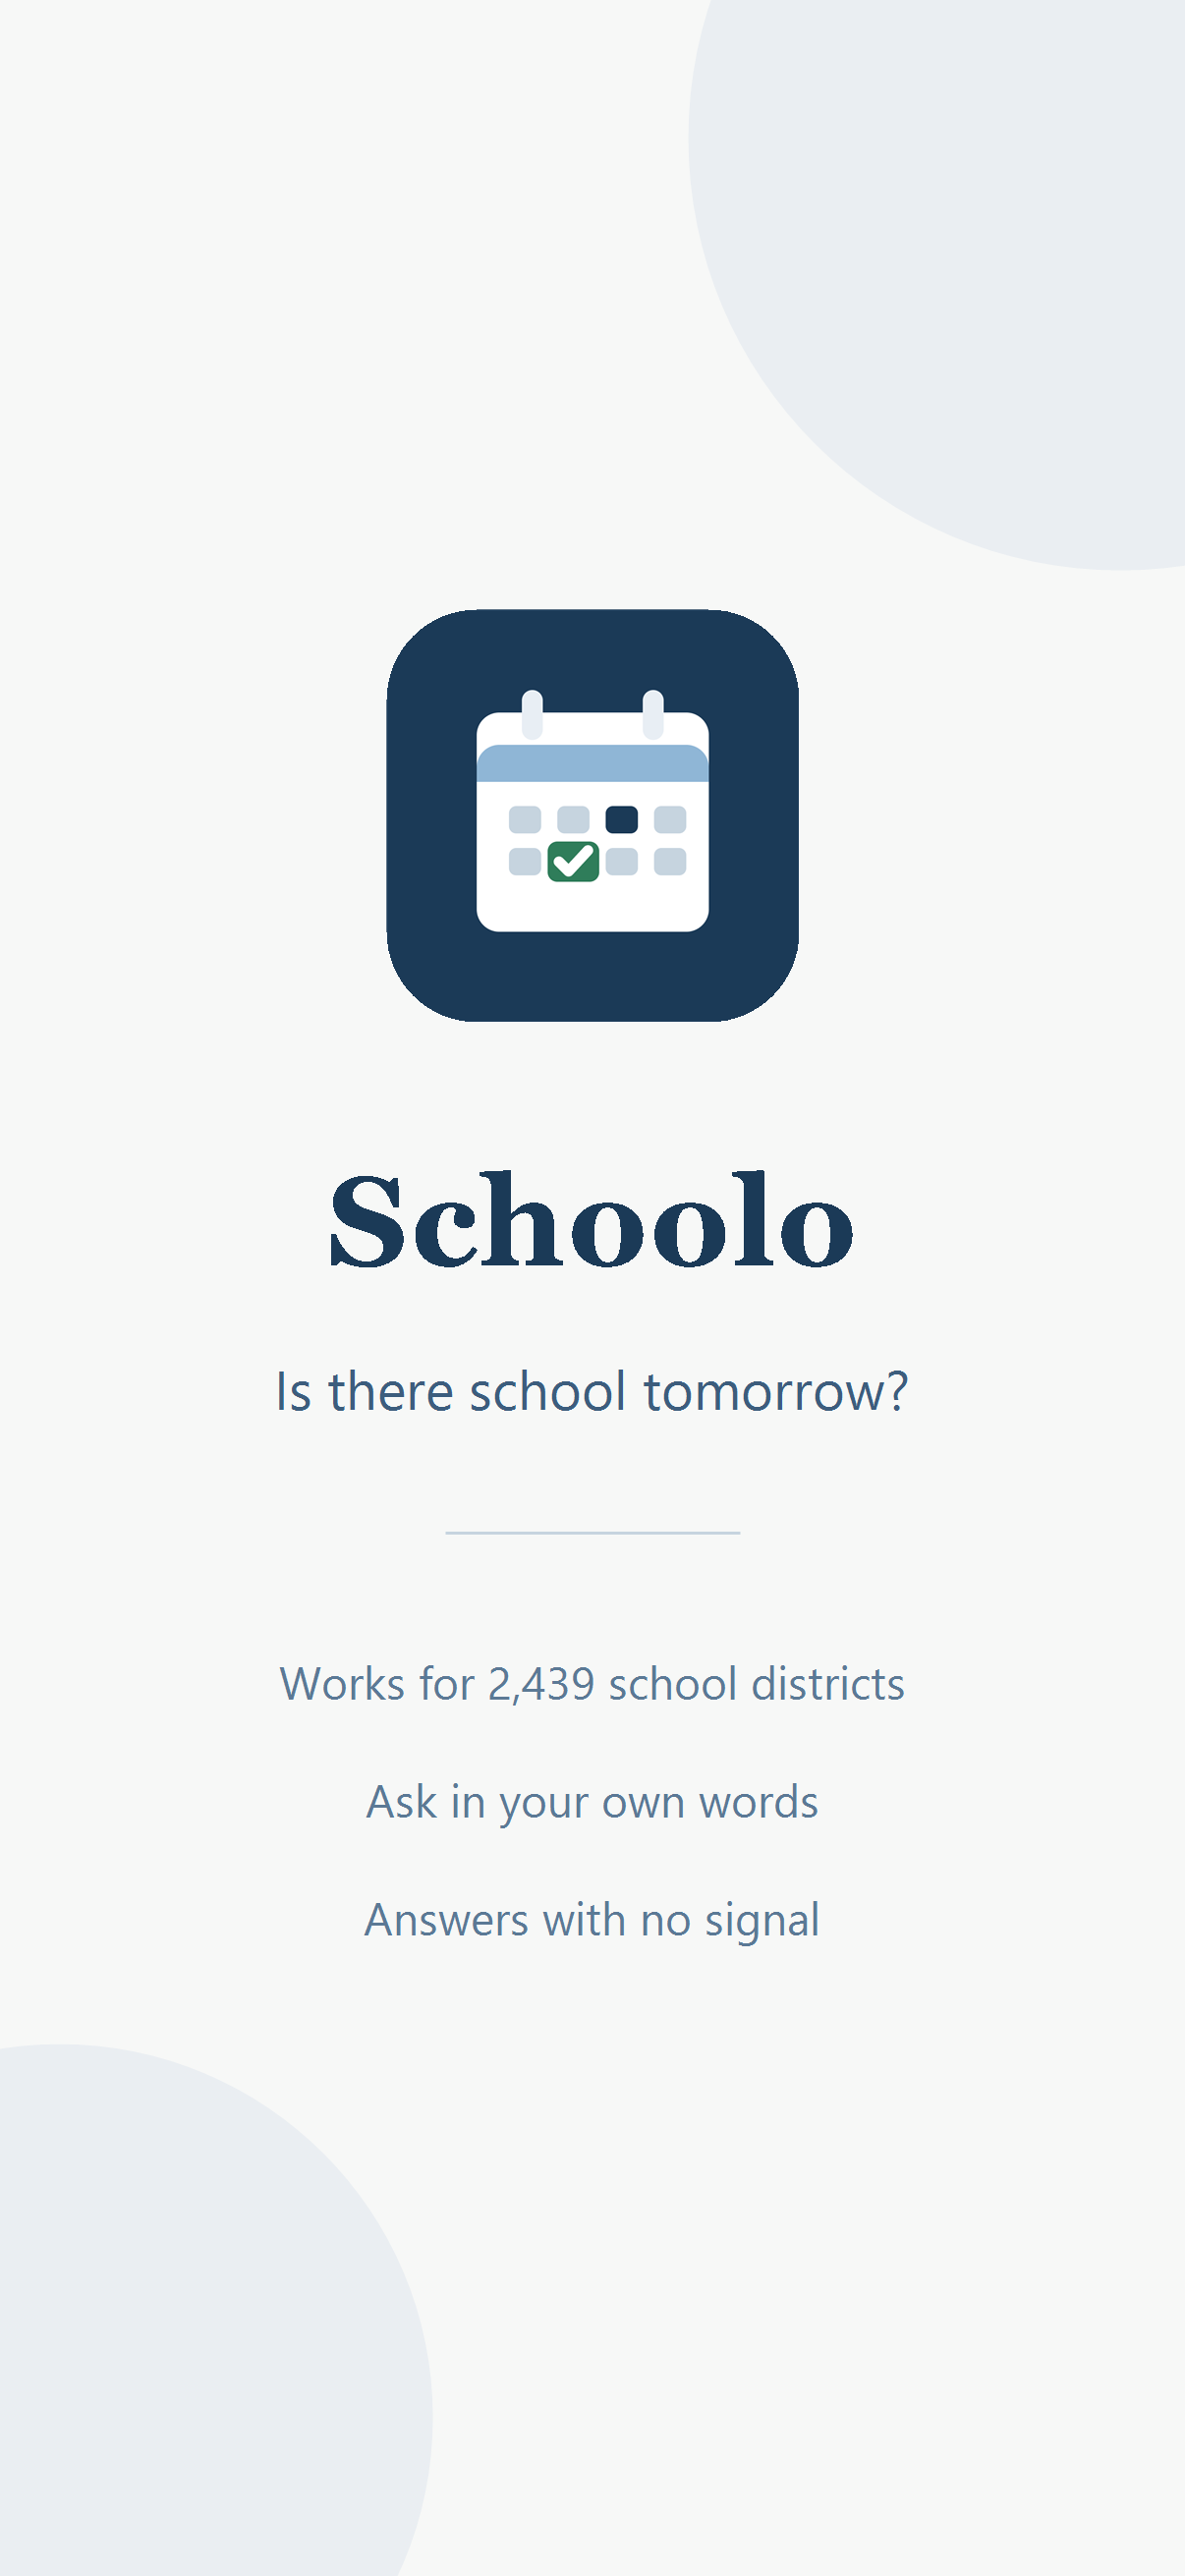 Schoolo
Is there school tomorrow?
Works for 2,439 school districts
Ask in your own words
Answers with no signal